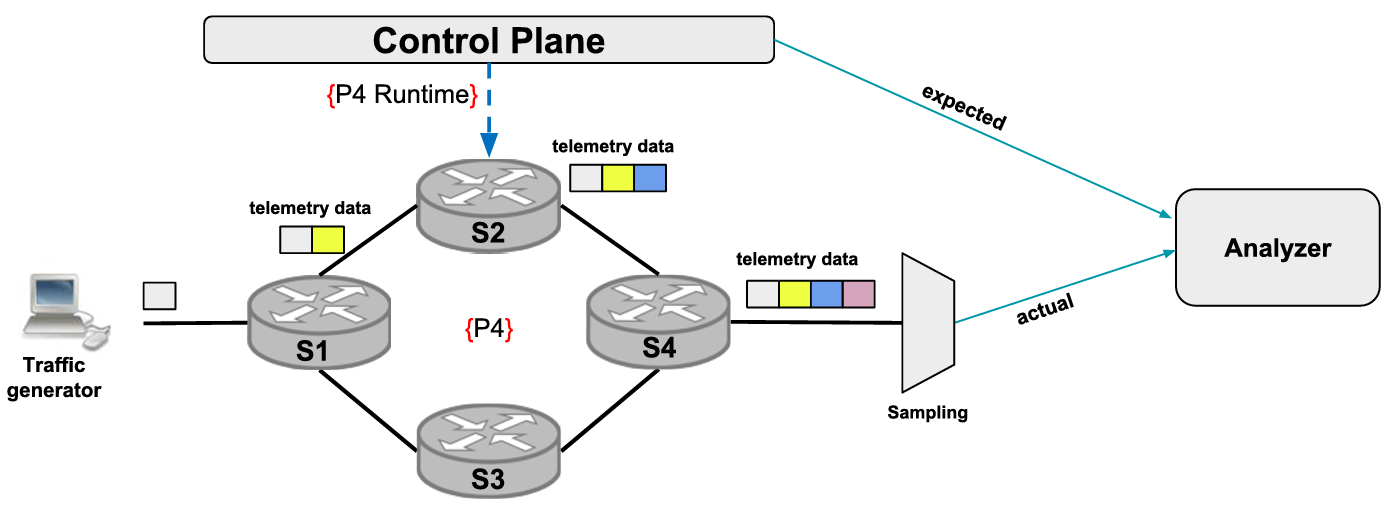 Control Plane
{P4 Runtime}
expected
telemetry data
telemetry data
S2
Analyzer
telemetry data
{P4}
S1
S4
actual
Traffic
generator
Sampling
S3